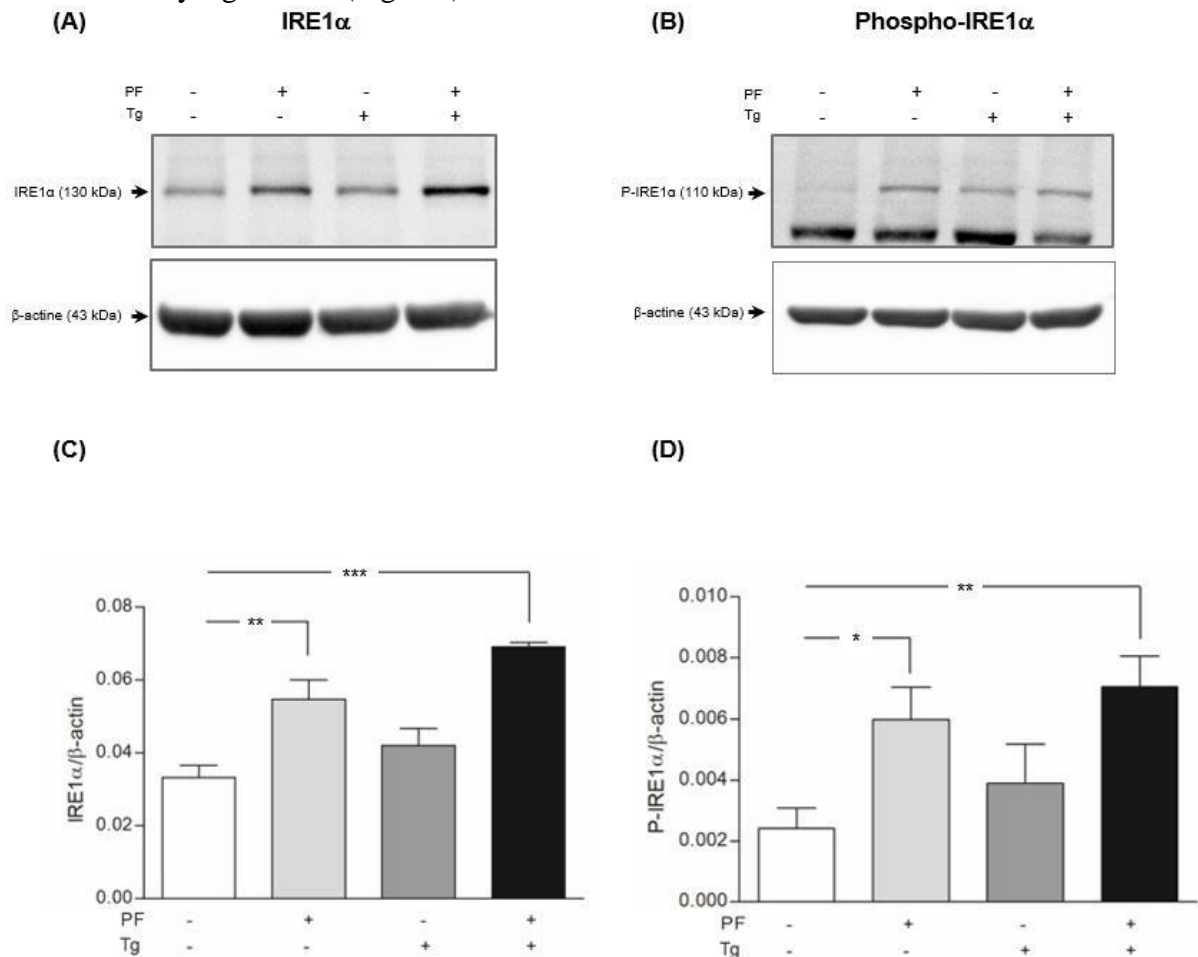 (A) IRE1α (B) Phospho-IRE1α
PF - + - +
Tg - - + +
IRE1α (130 kDa)
β-actine (43 kDa)
PF - + - +
Tg - - + +
P-IRE1α (110 kDa)
β-actine (43 kDa)
(C) (D)
***
**
0.08
0.06
0.04
0.02
0.00
IRE1α/β-actin
PF - + - +
Tg - - + +
**
*
0.010
0.008
0.006
0.004
0.002
0.000
P-IRE1α/β-actin
PF - + - +
Tg - - + +